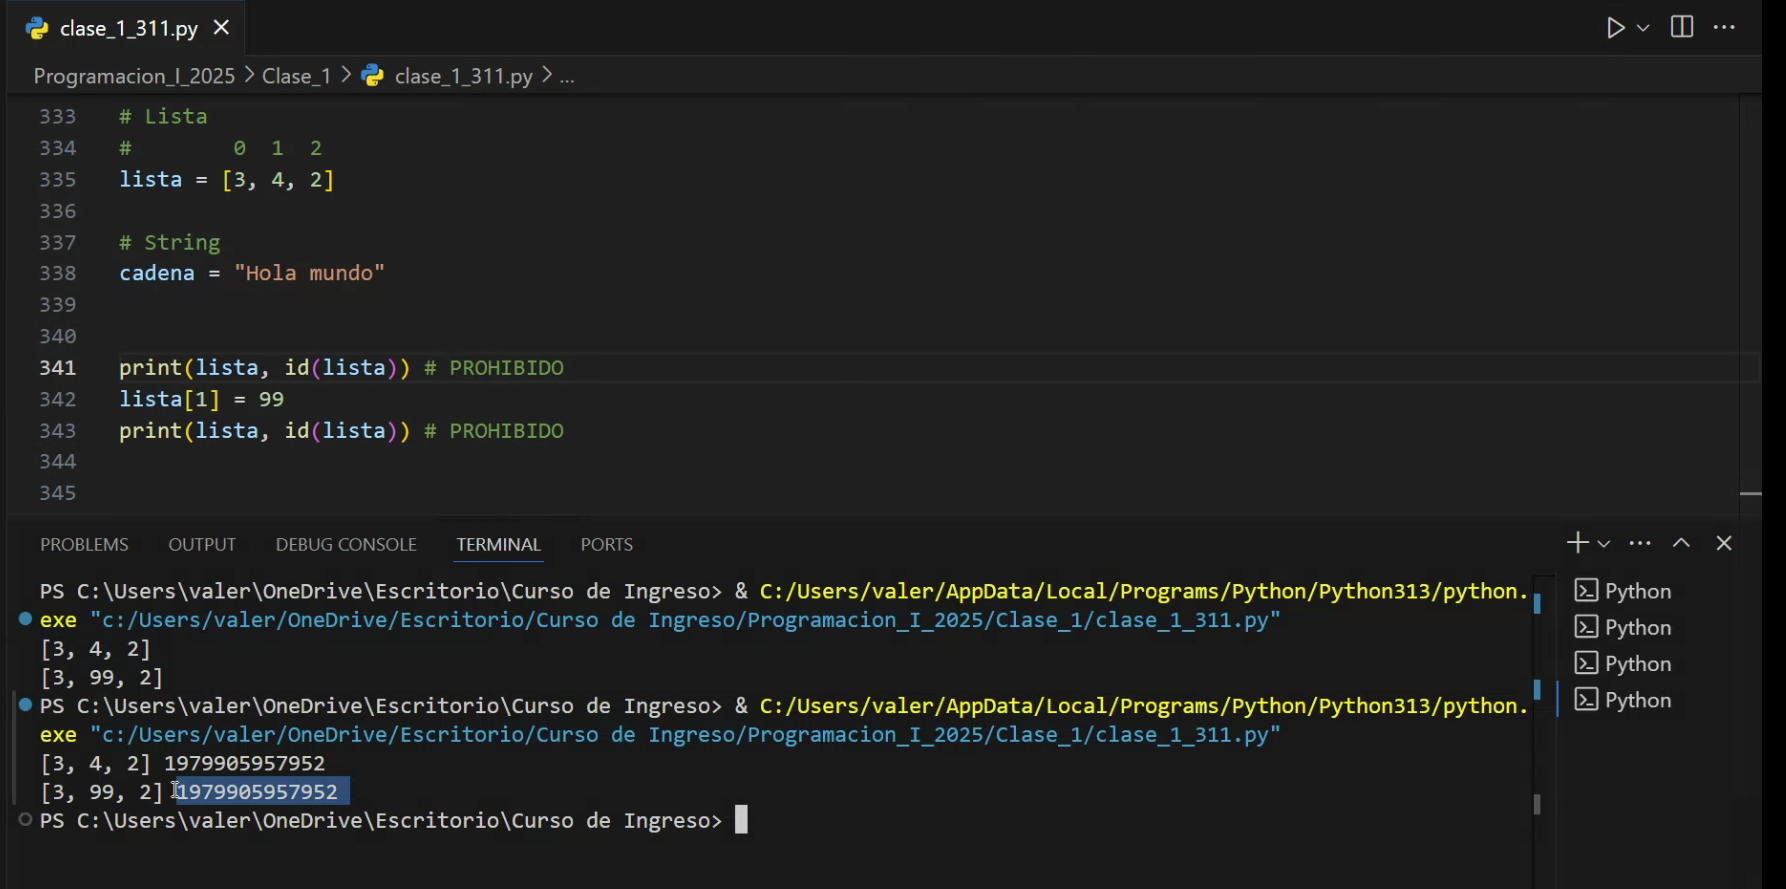 clase_1_311.py
Programacion_I_2025 > Clase_1 > clase_1_311.py > ...
333 # Lista
334 #        0  1  2
335 lista = [3, 4, 2]
336
337 # String
338 cadena = "Hola mundo"
339
340
341 print(lista, id(lista)) # PROHIBIDO
342 lista[1] = 99
343 print(lista, id(lista)) # PROHIBIDO
344
345
PROBLEMS OUTPUT DEBUG CONSOLE TERMINAL PORTS
PS C:\Users\valer\OneDrive\Escritorio\Curso de Ingreso> & C:/Users/valer/AppData/Local/Programs/Python/Python313/python.
exe "c:/Users/valer/OneDrive/Escritorio/Curso de Ingreso/Programacion_I_2025/Clase_1/clase_1_311.py"
[3, 4, 2]
[3, 99, 2]
PS C:\Users\valer\OneDrive\Escritorio\Curso de Ingreso> & C:/Users/valer/AppData/Local/Programs/Python/Python313/python.
exe "c:/Users/valer/OneDrive/Escritorio/Curso de Ingreso/Programacion_I_2025/Clase_1/clase_1_311.py"
[3, 4, 2] 1979905957952
[3, 99, 2] 1979905957952
PS C:\Users\valer\OneDrive\Escritorio\Curso de Ingreso>
Python
Python
Python
Python